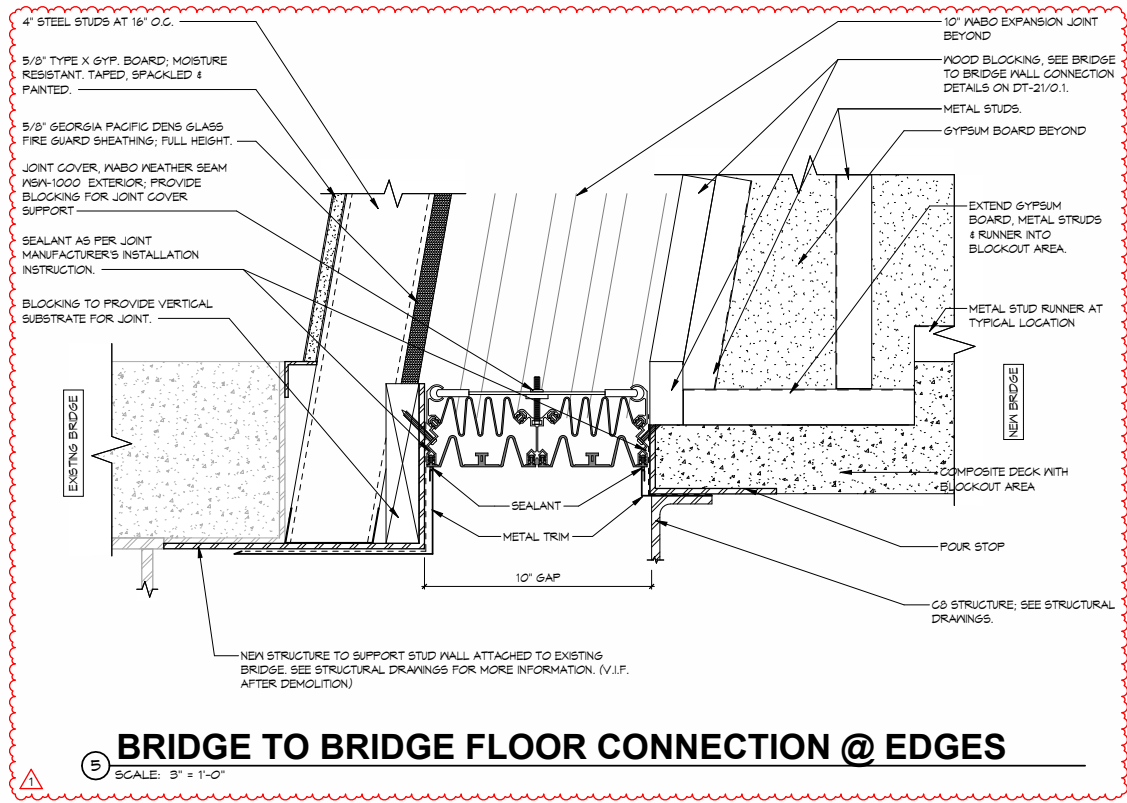 4" STEEL STUDS AT 16" O.C.
5/8" TYPE X GYP. BOARD; MOISTURE
RESISTANT. TAPED, SPACKLED &
PAINTED.
5/8" GEORGIA PACIFIC DENS GLASS
FIRE GUARD SHEATHING; FULL HEIGHT.
JOINT COVER, WABO WEATHER SEAM
WSW-1000 EXTERIOR; PROVIDE
BLOCKING FOR JOINT COVER
SUPPORT
SEALANT AS PER JOINT
MANUFACTURER'S INSTALLATION
INSTRUCTION.
BLOCKING TO PROVIDE VERTICAL
SUBSTRATE FOR JOINT.
EXISTING BRIDGE
10" WABO EXPANSION JOINT
BEYOND
WOOD BLOCKING, SEE BRIDGE
TO BRIDGE WALL CONNECTION
DETAILS ON DT-21/0.1.
METAL STUDS.
GYPSUM BOARD BEYOND
EXTEND GYPSUM
BOARD, METAL STUDS
& RUNNER INTO
BLOCKOUT AREA.
METAL STUD RUNNER AT
TYPICAL LOCATION
NEW BRIDGE
COMPOSITE DECK WITH
BLOCKOUT AREA
SEALANT
METAL TRIM
POUR STOP
10" GAP
C8 STRUCTURE; SEE STRUCTURAL
DRAWINGS.
NEW STRUCTURE TO SUPPORT STUD WALL ATTACHED TO EXISTING
BRIDGE. SEE STRUCTURAL DRAWINGS FOR MORE INFORMATION. (V.I.F.
AFTER DEMOLITION)
5 BRIDGE TO BRIDGE FLOOR CONNECTION @ EDGES
SCALE: 3" = 1'-0"
1